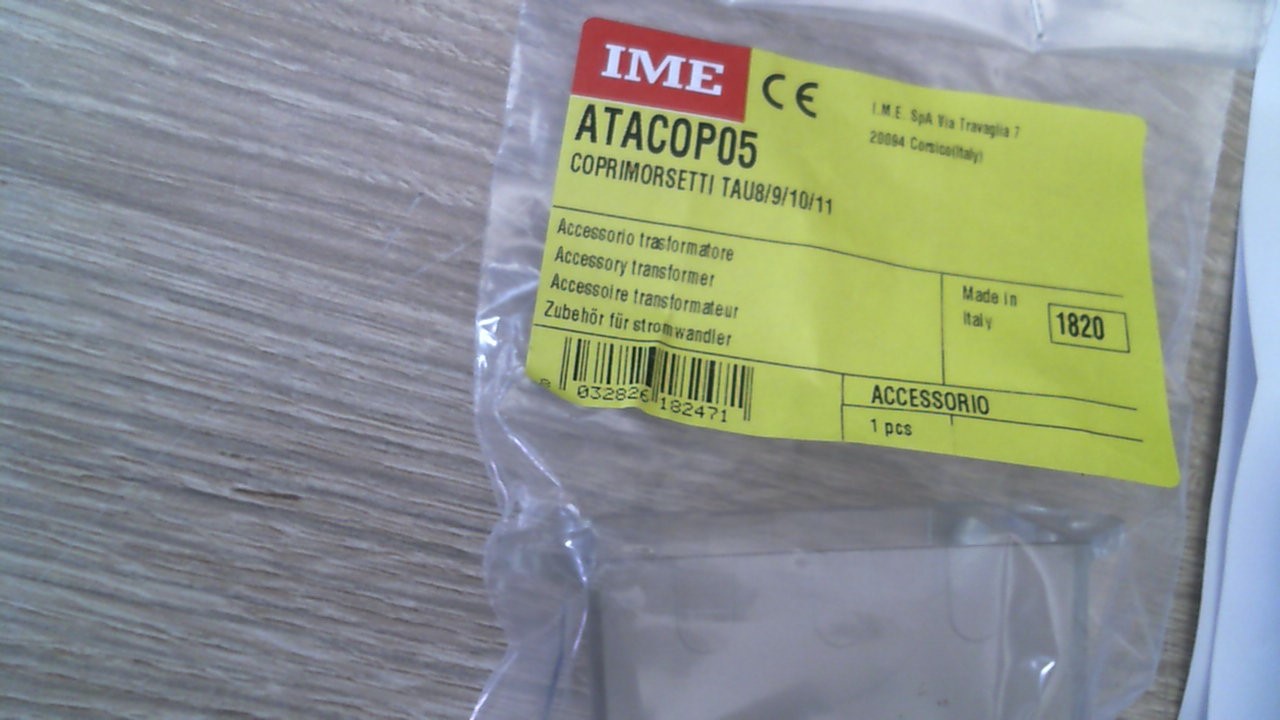 IME CE
I.M.E. SpA Via Travaglia 7
20094 Corsico(Italy)
ATACOP05
COPRIMORSETTI TAU8/9/10/11
Accessorio trasformatore
Accessory transformer
Accessoire transformateur
Zubehör für stromwandler
Made in
Italy
1820
8 032826 182471
ACCESSORIO
1 pcs